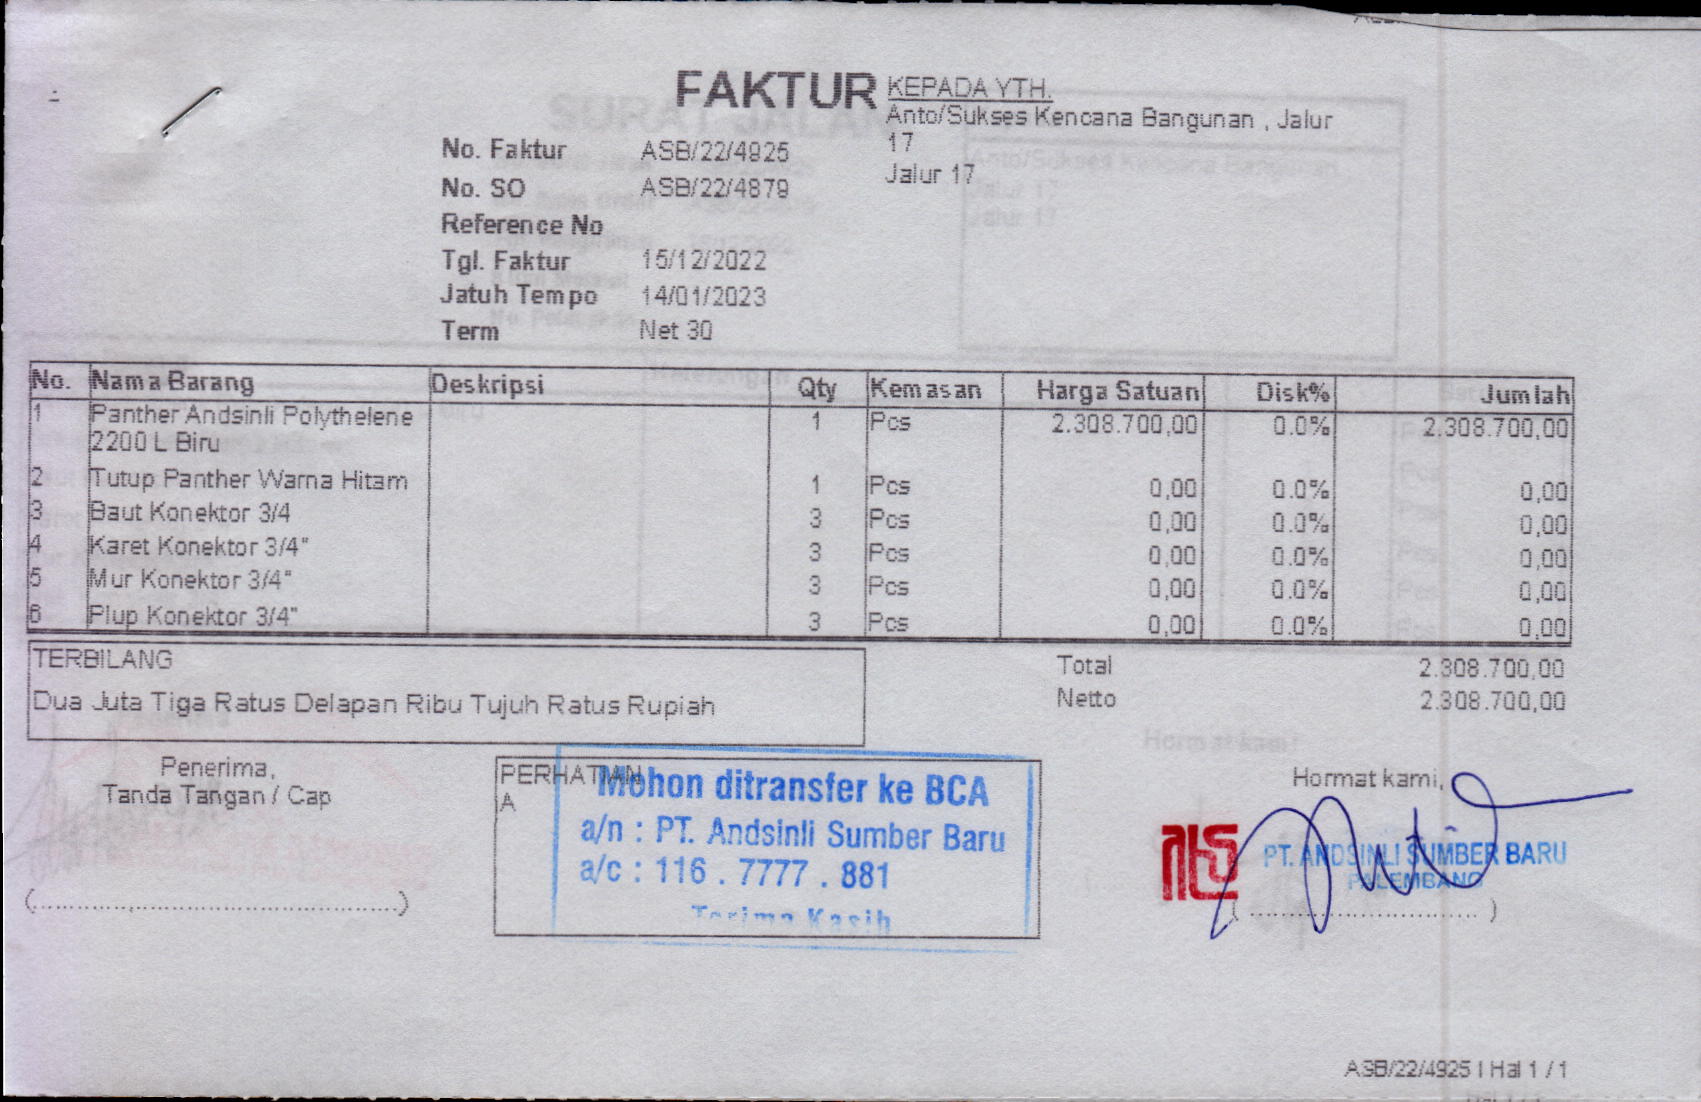 FAKTUR
KEPADA YTH.
Anto/Sukses Kencana Bangunan , Jalur
17
Jalur 17
No. Faktur ASB/22/4925
No. SO ASB/22/4879
Reference No
Tgl. Faktur 15/12/2022
Jatuh Tempo 14/01/2023
Term Net 30
No. Nama Barang Deskripsi Qty Kemasan Harga Satuan Disk% Jumlah
1 Panther Andsinli Polythelene 1 Pcs 2.308.700,00 0.0% 2.308.700,00
2200 L Biru
2 Tutup Panther Warna Hitam 1 Pcs 0,00 0.0% 0,00
3 Baut Konektor 3/4 3 Pcs 0,00 0.0% 0,00
4 Karet Konektor 3/4" 3 Pcs 0,00 0.0% 0,00
5 Mur Konektor 3/4" 3 Pcs 0,00 0.0% 0,00
6 Plup Konektor 3/4" 3 Pcs 0,00 0.0% 0,00
TERBILANG
Dua Juta Tiga Ratus Delapan Ribu Tujuh Ratus Rupiah
Total 2.308.700,00
Netto 2.308.700,00
Penerima,
Tanda Tangan / Cap
PERHATIAN
A
Mohon ditransfer ke BCA
a/n : PT. Andsinli Sumber Baru
a/c : 116 . 7777 . 881
Terima Kasih
Hormat kami,
PT. ANDSINLI SUMBER BARU
PALEMBANG
ASB/22/4925 | Hal 1 / 1